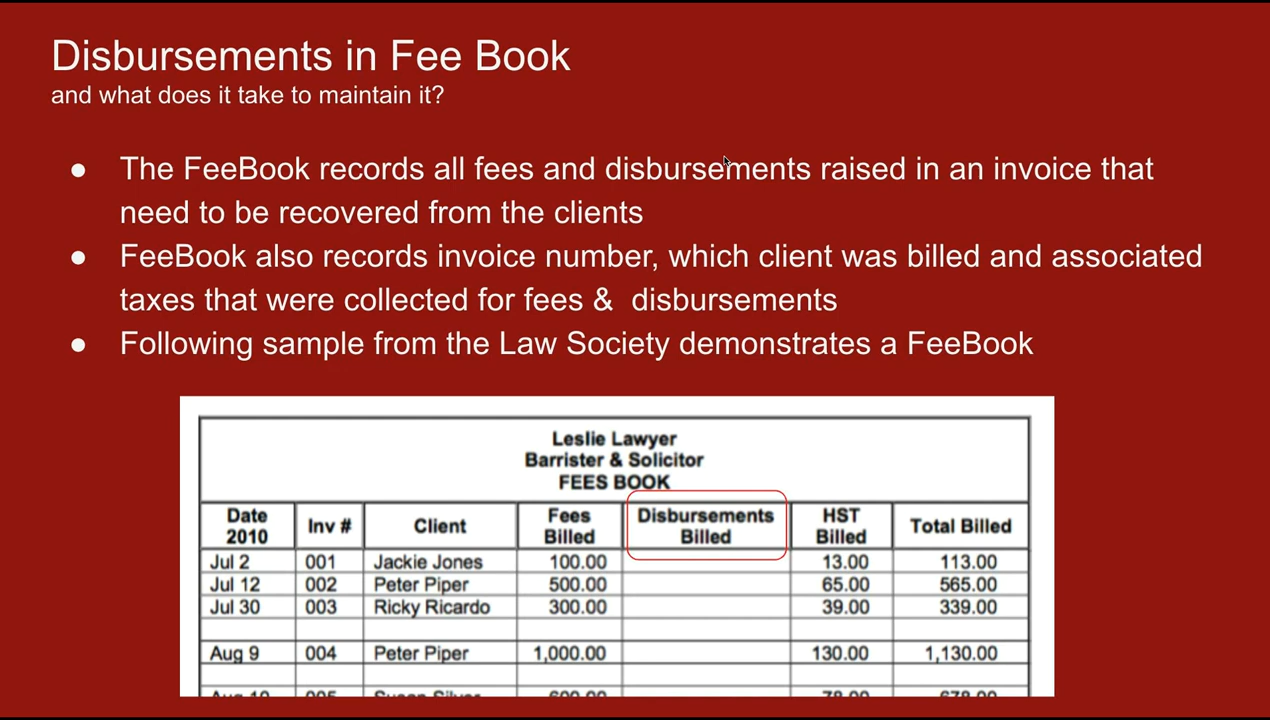 Disbursements in Fee Book
and what does it take to maintain it?
● The FeeBook records all fees and disbursements raised in an invoice that
need to be recovered from the clients
● FeeBook also records invoice number, which client was billed and associated
taxes that were collected for fees & disbursements
● Following sample from the Law Society demonstrates a FeeBook
Leslie Lawyer
Barrister & Solicitor
FEES BOOK
Date 2010 Inv # Client Fees Billed Disbursements Billed HST Billed Total Billed
Jul 2 001 Jackie Jones 100.00 13.00 113.00
Jul 12 002 Peter Piper 500.00 65.00 565.00
Jul 30 003 Ricky Ricardo 300.00 39.00 339.00
Aug 9 004 Peter Piper 1,000.00 130.00 1,130.00